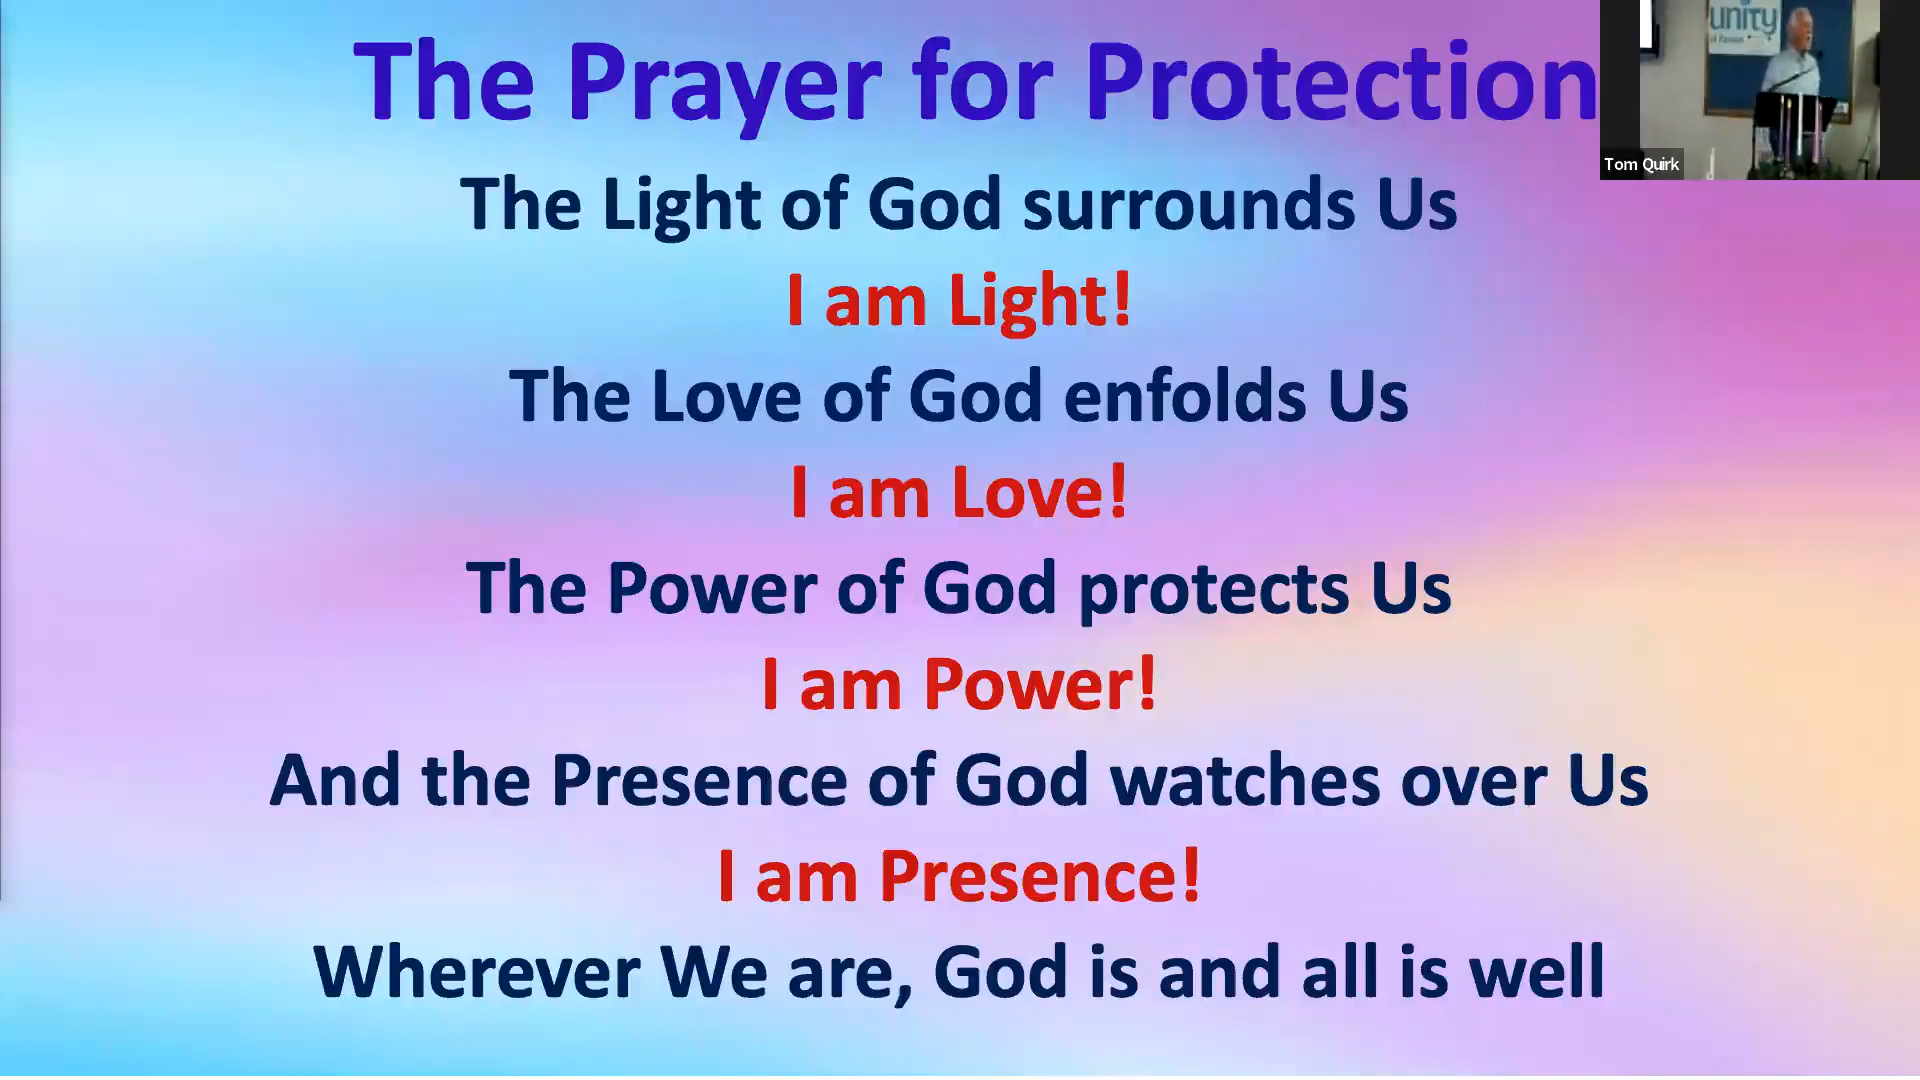 The Prayer for Protection
unity
Tom Quirk
The Light of God surrounds Us
I am Light!
The Love of God enfolds Us
I am Love!
The Power of God protects Us
I am Power!
And the Presence of God watches over Us
I am Presence!
Wherever We are, God is and all is well